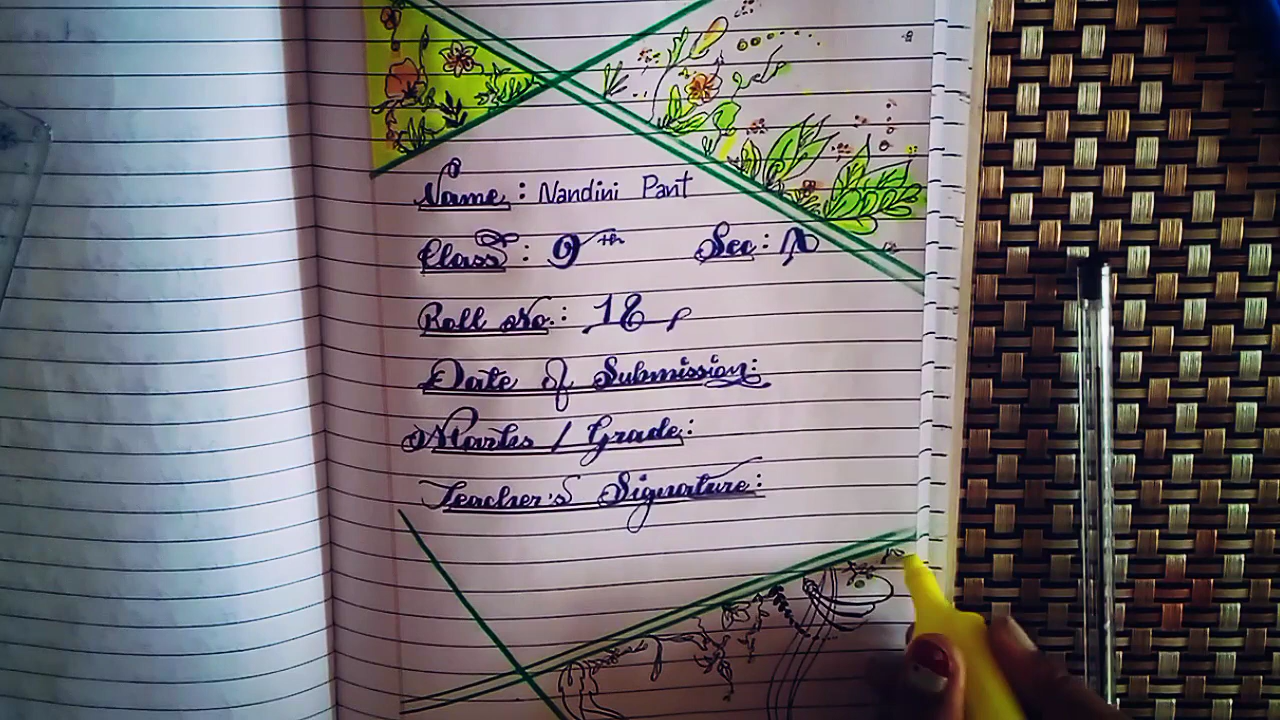 Name : Nandini Pant
Class : 9th Sec : A
Roll No. : 18
Date of Submission:
Marks / Grade:
Teacher's Signature: